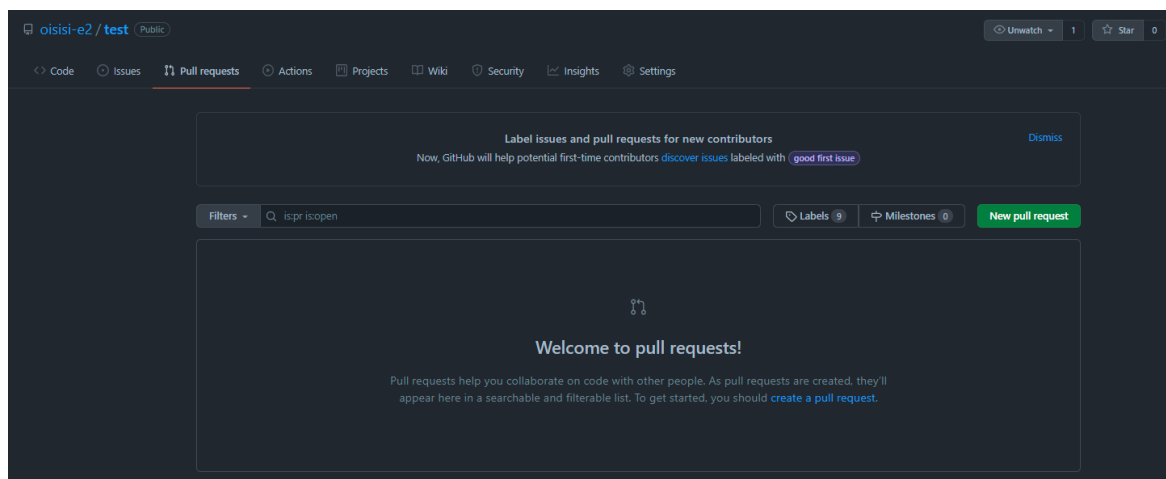 oisisi-e2 / test Public
Unwatch 1 Star 0
Code Issues Pull requests Actions Projects Wiki Security Insights Settings
Label issues and pull requests for new contributors
Dismiss
Now, GitHub will help potential first-time contributors discover issues labeled with good first issue
Filters is:pr is:open Labels 9 Milestones 0 New pull request
Welcome to pull requests!
Pull requests help you collaborate on code with other people. As pull requests are created, they'll
appear here in a searchable and filterable list. To get started, you should create a pull request.